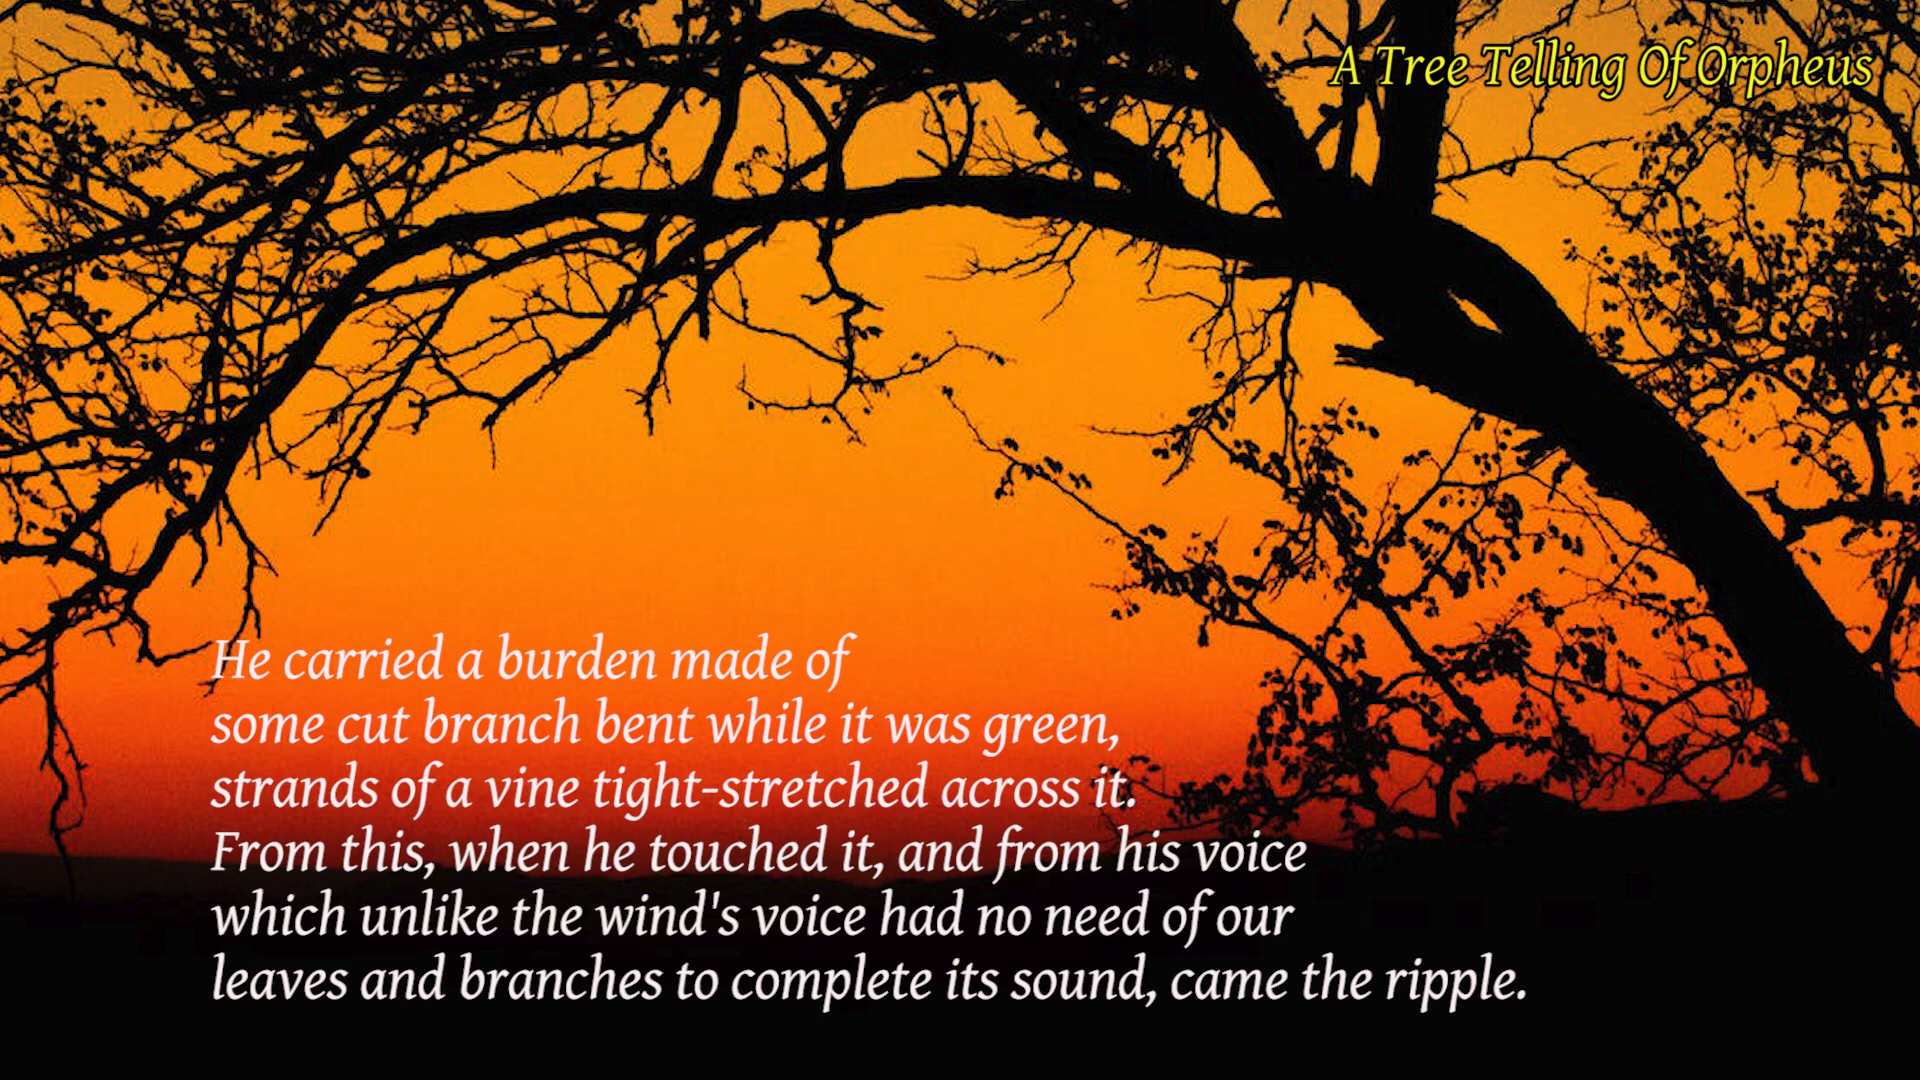 A Tree Telling Of Orpheus
He carried a burden made of
some cut branch bent while it was green,
strands of a vine tight-stretched across it.
From this, when he touched it, and from his voice
which unlike the wind's voice had no need of our
leaves and branches to complete its sound, came the ripple.